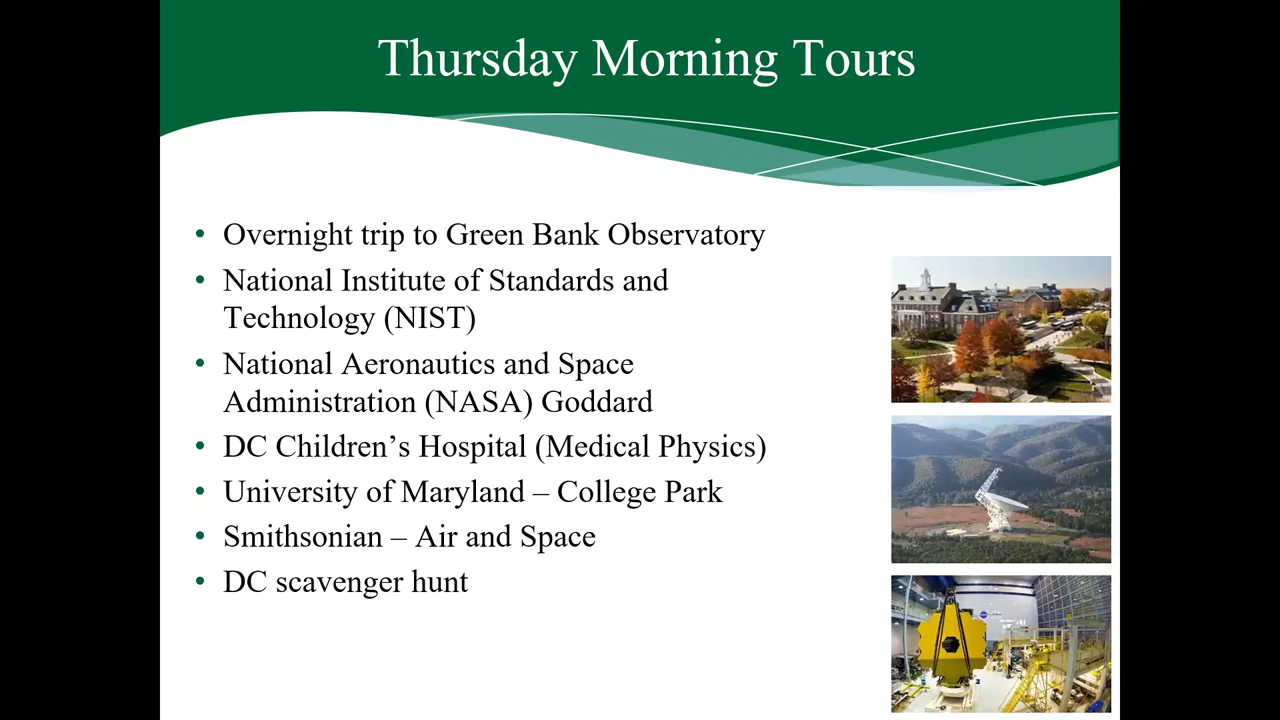 Thursday Morning Tours
• Overnight trip to Green Bank Observatory
• National Institute of Standards and
Technology (NIST)
• National Aeronautics and Space
Administration (NASA) Goddard
• DC Children’s Hospital (Medical Physics)
• University of Maryland – College Park
• Smithsonian – Air and Space
• DC scavenger hunt